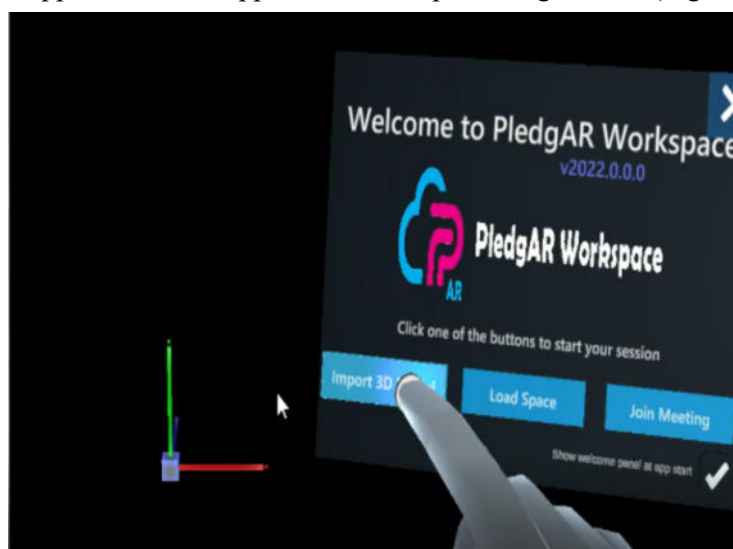 Welcome to PledgAR Workspace
v2022.0.0.0
PledgAR Workspace
AR
Click one of the buttons to start your session
Import 3D
Load Space
Join Meeting
Show welcome panel at app start